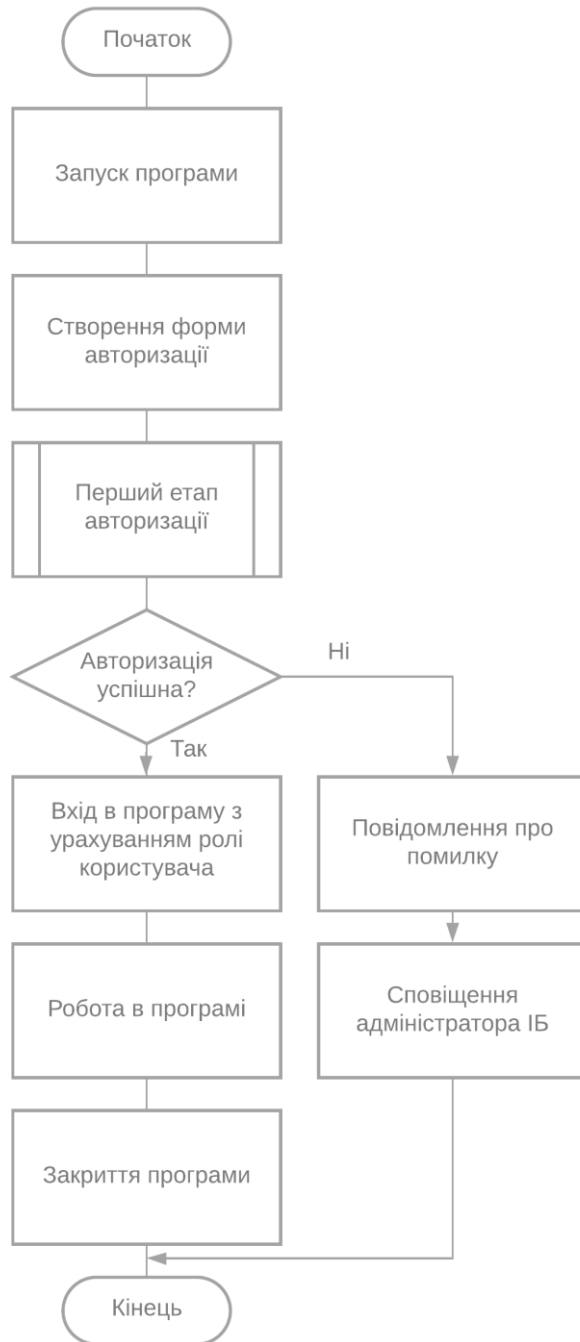 Початок
Запуск програми
Створення форми
авторизації
Перший етап
авторизації
Авторизація
успішна?
Ні
Так
Вхід в програму з
урахуванням ролі
користувача
Повідомлення про
помилку
Робота в програмі
Сповіщення
адміністратора ІБ
Закриття програми
Кінець